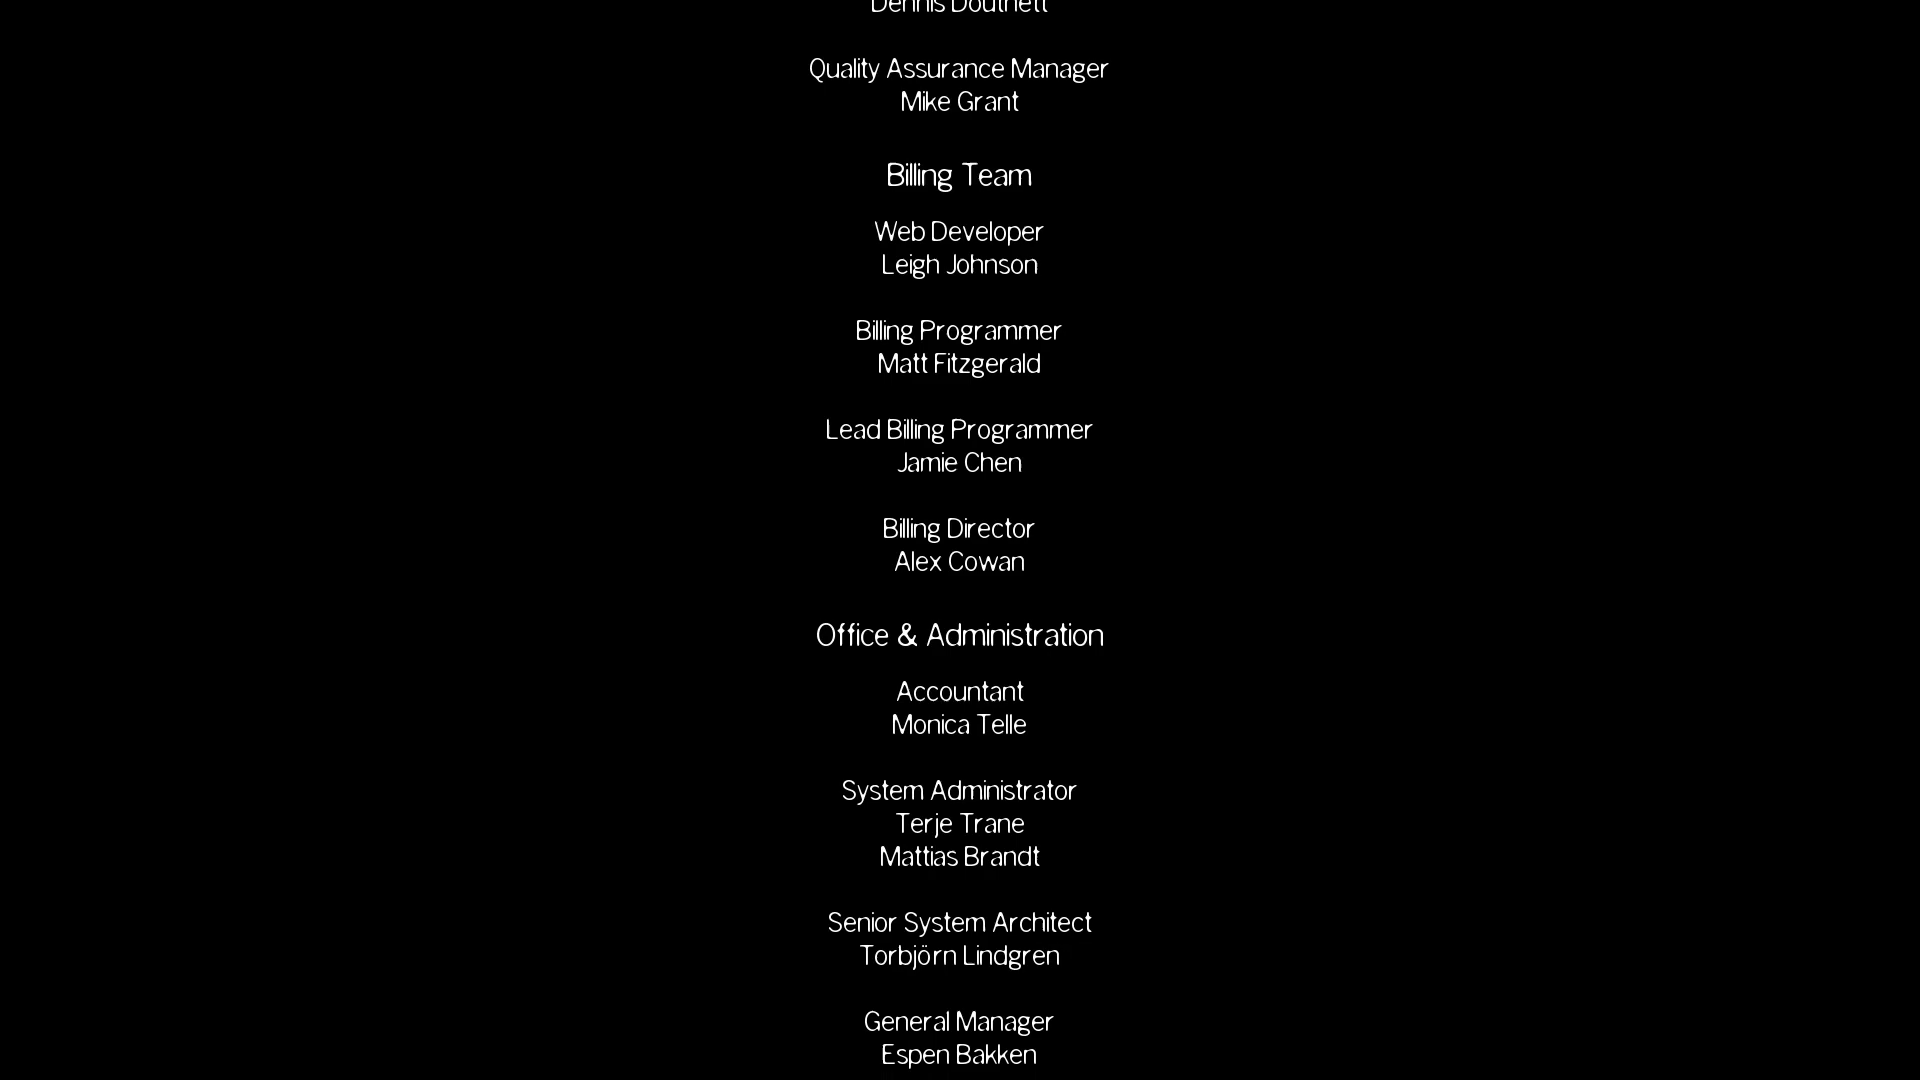 Dennis Douthett
Quality Assurance Manager
Mike Grant
Billing Team
Web Developer
Leigh Johnson
Billing Programmer
Matt Fitzgerald
Lead Billing Programmer
Jamie Chen
Billing Director
Alex Cowan
Office & Administration
Accountant
Monica Telle
System Administrator
Terje Trane
Mattias Brandt
Senior System Architect
Torbjörn Lindgren
General Manager
Espen Bakken